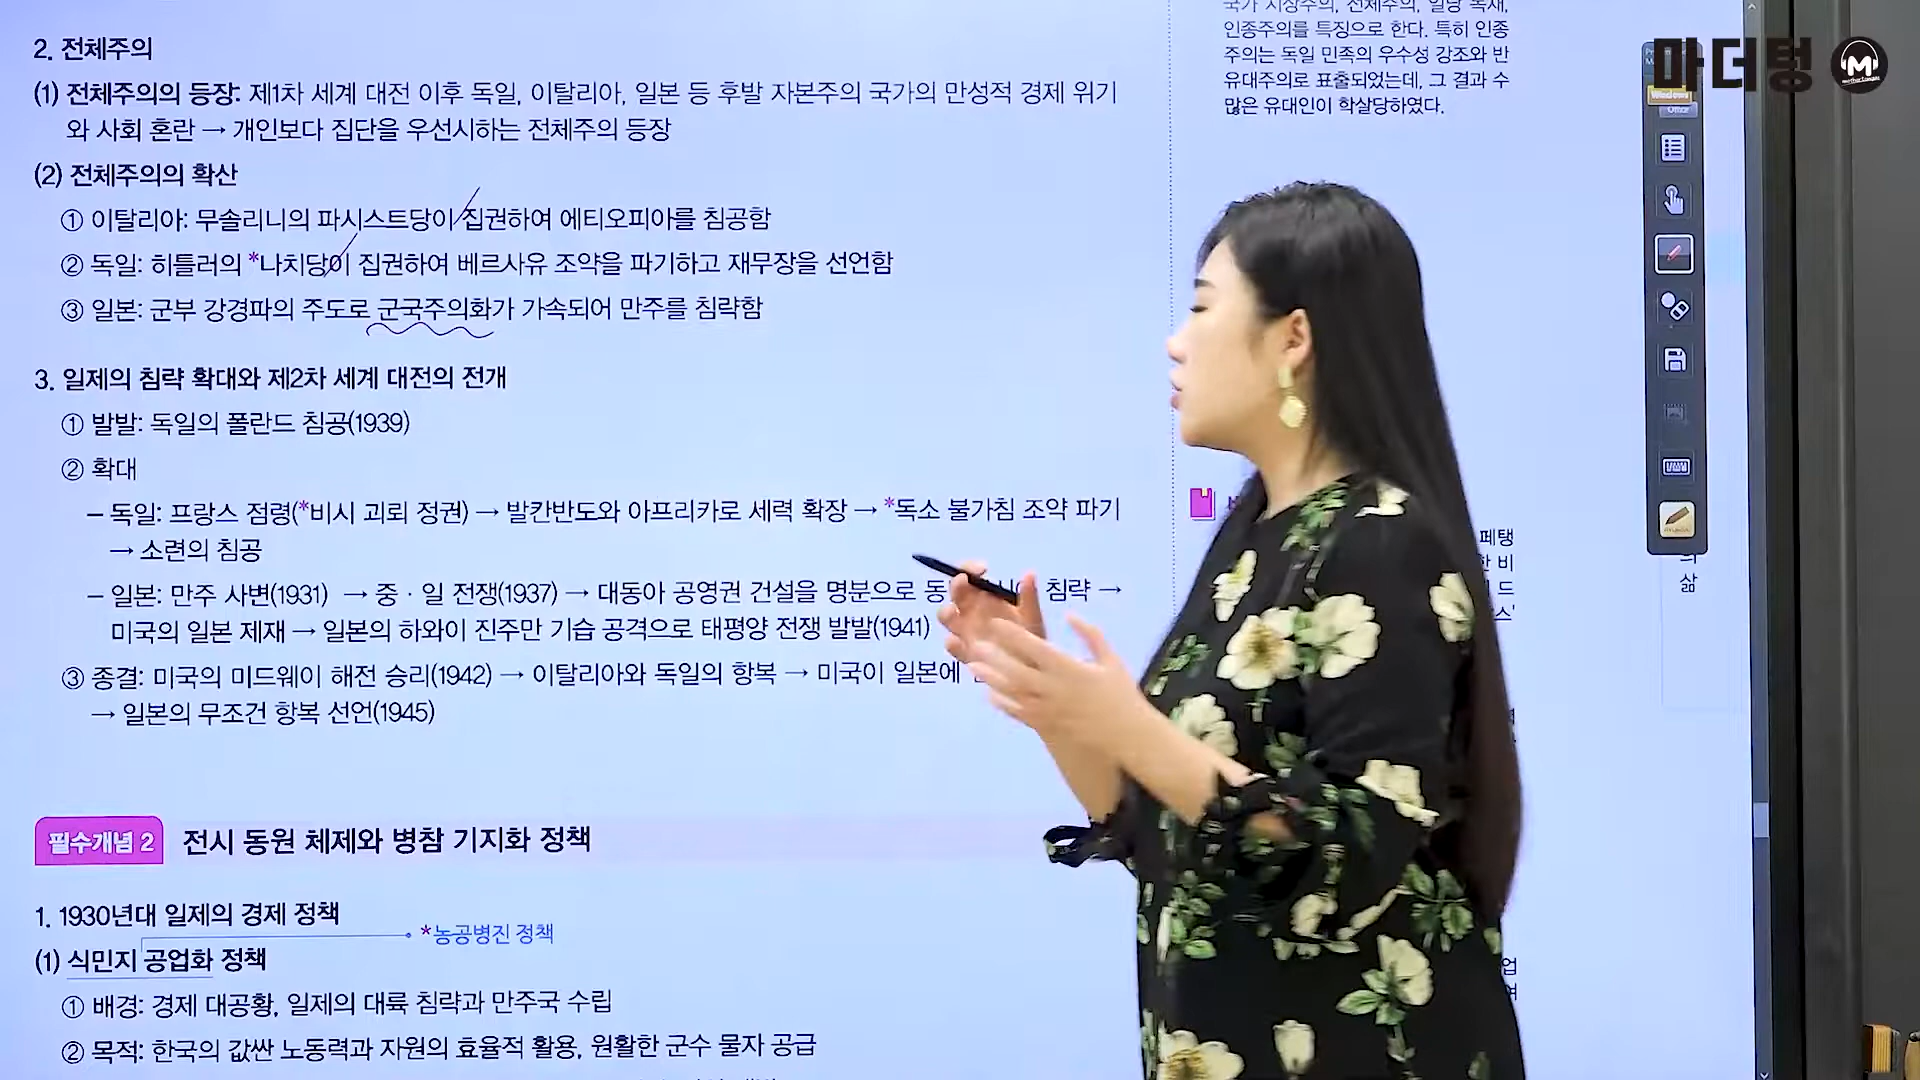 2. 전체주의
(1) 전체주의의 등장: 제1차 세계 대전 이후 독일, 이탈리아, 일본 등 후발 자본주의 국가의 만성적 경제 위기
와 사회 혼란 → 개인보다 집단을 우선시하는 전체주의 등장
(2) 전체주의의 확산
① 이탈리아: 무솔리니의 파시스트당이 집권하여 에티오피아를 침공함
② 독일: 히틀러의 *나치당이 집권하여 베르사유 조약을 파기하고 재무장을 선언함
③ 일본: 군부 강경파의 주도로 군국주의화가 가속되어 만주를 침략함
3. 일제의 침략 확대와 제2차 세계 대전의 전개
① 발발: 독일의 폴란드 침공(1939)
② 확대
– 독일: 프랑스 점령(*비시 괴뢰 정권) → 발칸반도와 아프리카로 세력 확장 → *독소 불가침 조약 파기
→ 소련의 침공
– 일본: 만주 사변(1931) → 중·일 전쟁(1937) → 대동아 공영권 건설을 명분으로 침략 →
미국의 일본 제재 → 일본의 하와이 진주만 기습 공격으로 태평양 전쟁 발발(1941)
③ 종결: 미국의 미드웨이 해전 승리(1942) → 이탈리아와 독일의 항복 → 미국이 일본에
→ 일본의 무조건 항복 선언(1945)
필수개념 2 전시 동원 체제와 병참 기지화 정책
1. 1930년대 일제의 경제 정책
*농공병진 정책
(1) 식민지 공업화 정책
① 배경: 경제 대공황, 일제의 대륙 침략과 만주국 수립
② 목적: 한국의 값싼 노동력과 자원의 효율적 활용, 원활한 군수 물자 공급
국가 지상주의, 전체주의, 일당 독재,
인종주의를 특징으로 한다. 특히 인종
주의는 독일 민족의 우수성 강조와 반
유대주의로 표출되었는데, 그 결과 수
많은 유대인이 학살당하였다.
페탱
한 비
드
스'
의
삶
업
여
마더텅
M